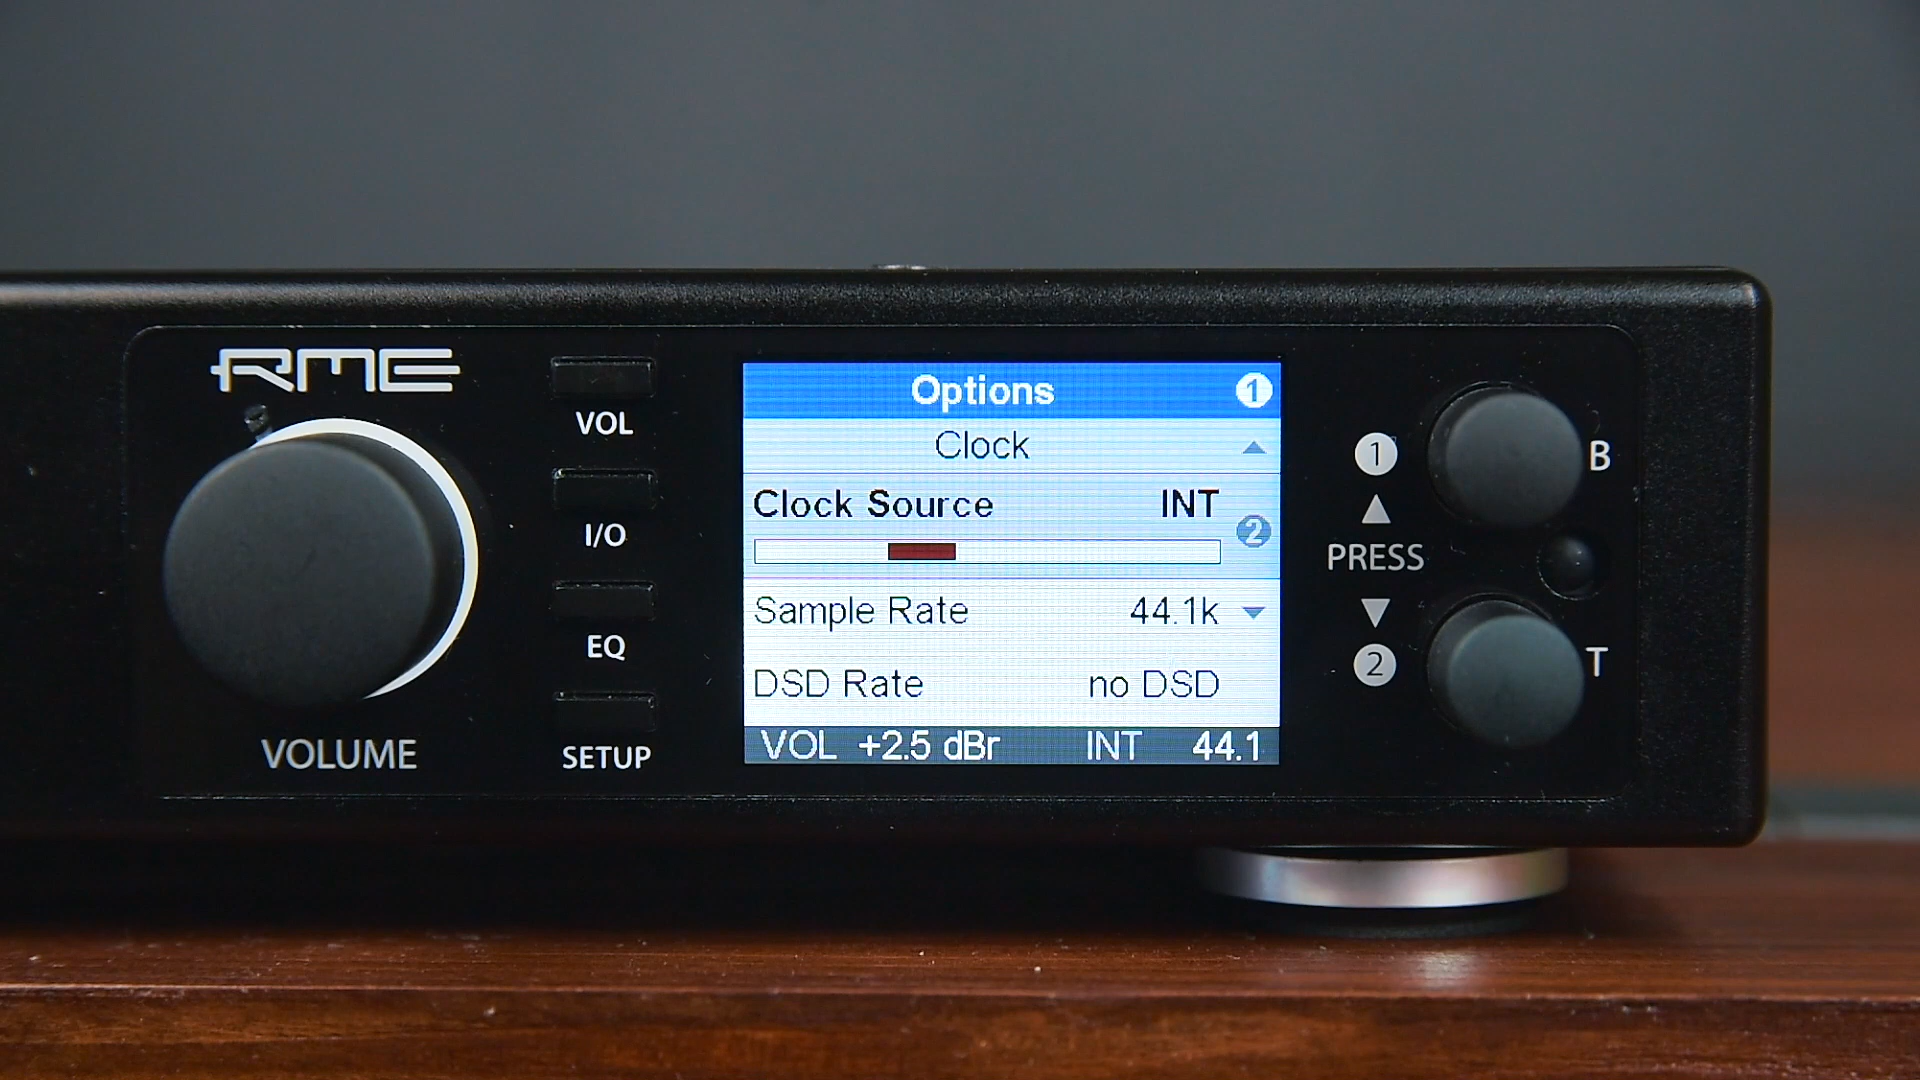 RME
VOLUME
VOL
I/O
EQ
SETUP
Options 1
Clock
Clock Source INT
2
Sample Rate 44.1k
DSD Rate no DSD
VOL +2.5 dBr INT 44.1
1 B
PRESS
2 T